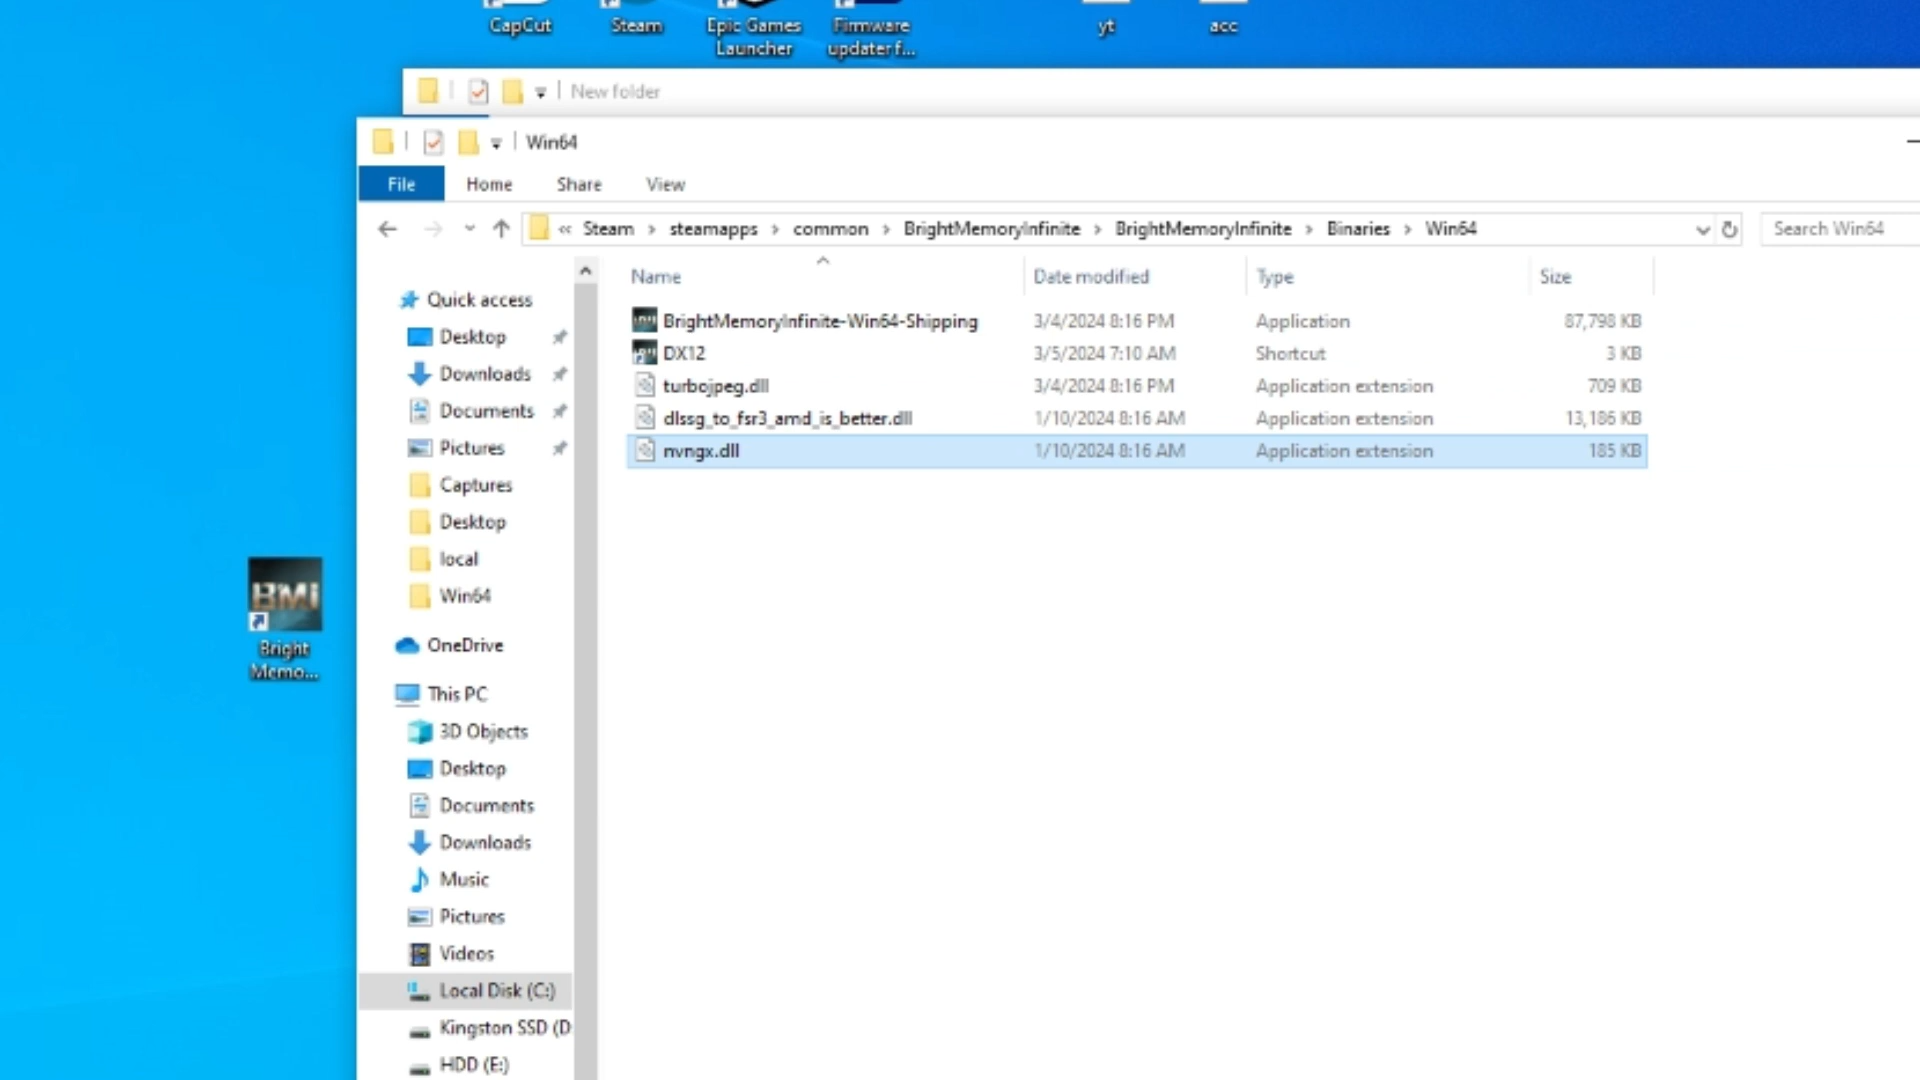 CapCut
Steam
Epic Games
Launcher
Firmware
updater f...
yt
acc
New folder
Win64
File Home Share View
« Steam › steamapps › common › BrightMemoryInfinite › BrightMemoryInfinite › Binaries › Win64
Search Win64
Name Date modified Type Size
BrightMemoryInfinite-Win64-Shipping 3/4/2024 8:16 PM Application 87,798 KB
DX12 3/5/2024 7:10 AM Shortcut 3 KB
turbojpeg.dll 3/4/2024 8:16 PM Application extension 709 KB
dlssg_to_fsr3_amd_is_better.dll 1/10/2024 8:16 AM Application extension 13,186 KB
nvngx.dll 1/10/2024 8:16 AM Application extension 185 KB
Quick access
Desktop
Downloads
Documents
Pictures
Captures
Desktop
local
Win64
OneDrive
This PC
3D Objects
Desktop
Documents
Downloads
Music
Pictures
Videos
Local Disk (C:)
Kingston SSD (D
HDD (E:)
BMI
Bright
Memo...